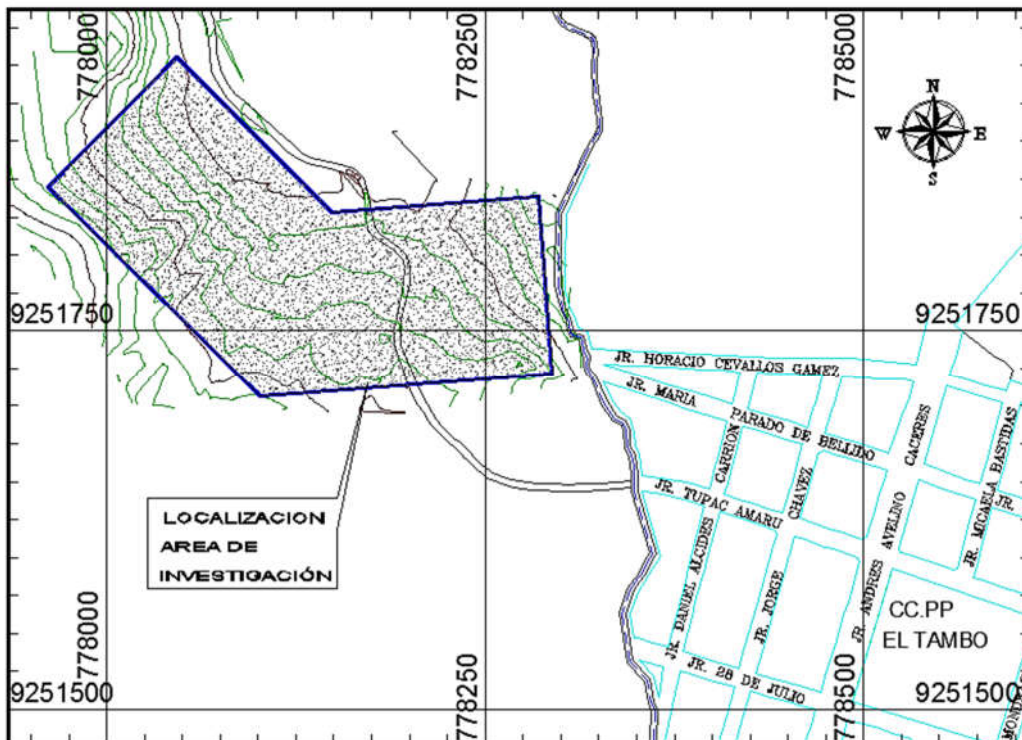 778000
778250
778500
N
W
E
S
9251750
9251750
JR. HORACIO CEVALLOS GAMEZ
JR. MARIA PARADO DE BELLIDO
JR. TUPAC AMARU
JR. DANIEL ALCIDES CARRION
JR. JORGE CHAVEZ
JR. ANDRES AVELINO CACERES
JR. MICAELA BASTIDAS
JR.
LOCALIZACION
AREA DE
INVESTIGACIÓN
CC.PP
EL TAMBO
JR. 28 DE JULIO
778000
778250
778500
9251500
9251500